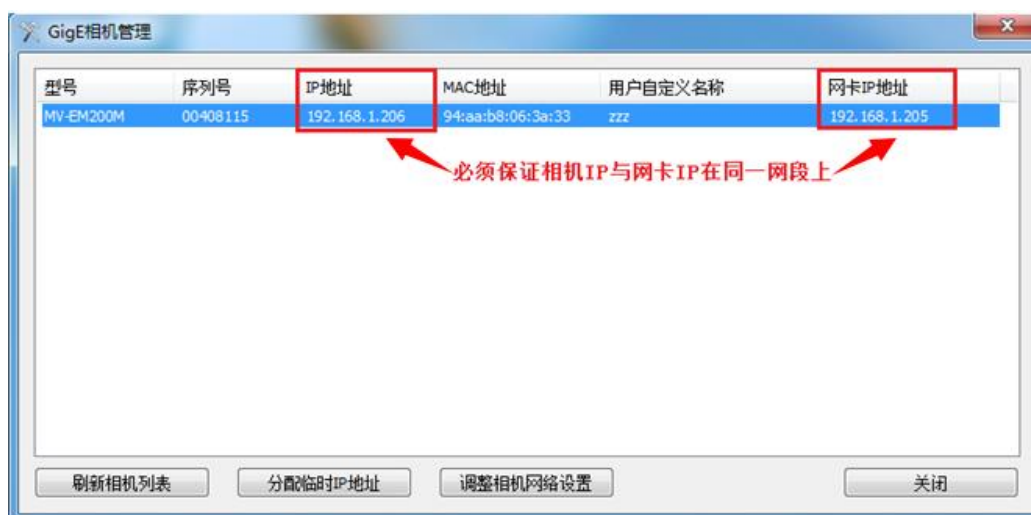 GigE相机管理
型号 序列号 IP地址 MAC地址 用户自定义名称 网卡IP地址
MV-EM200M 00408115 192.168.1.206 94:aa:b8:06:3a:33 zzz 192.168.1.205
必须保证相机IP与网卡IP在同一网段上
刷新相机列表 分配临时IP地址 调整相机网络设置 关闭